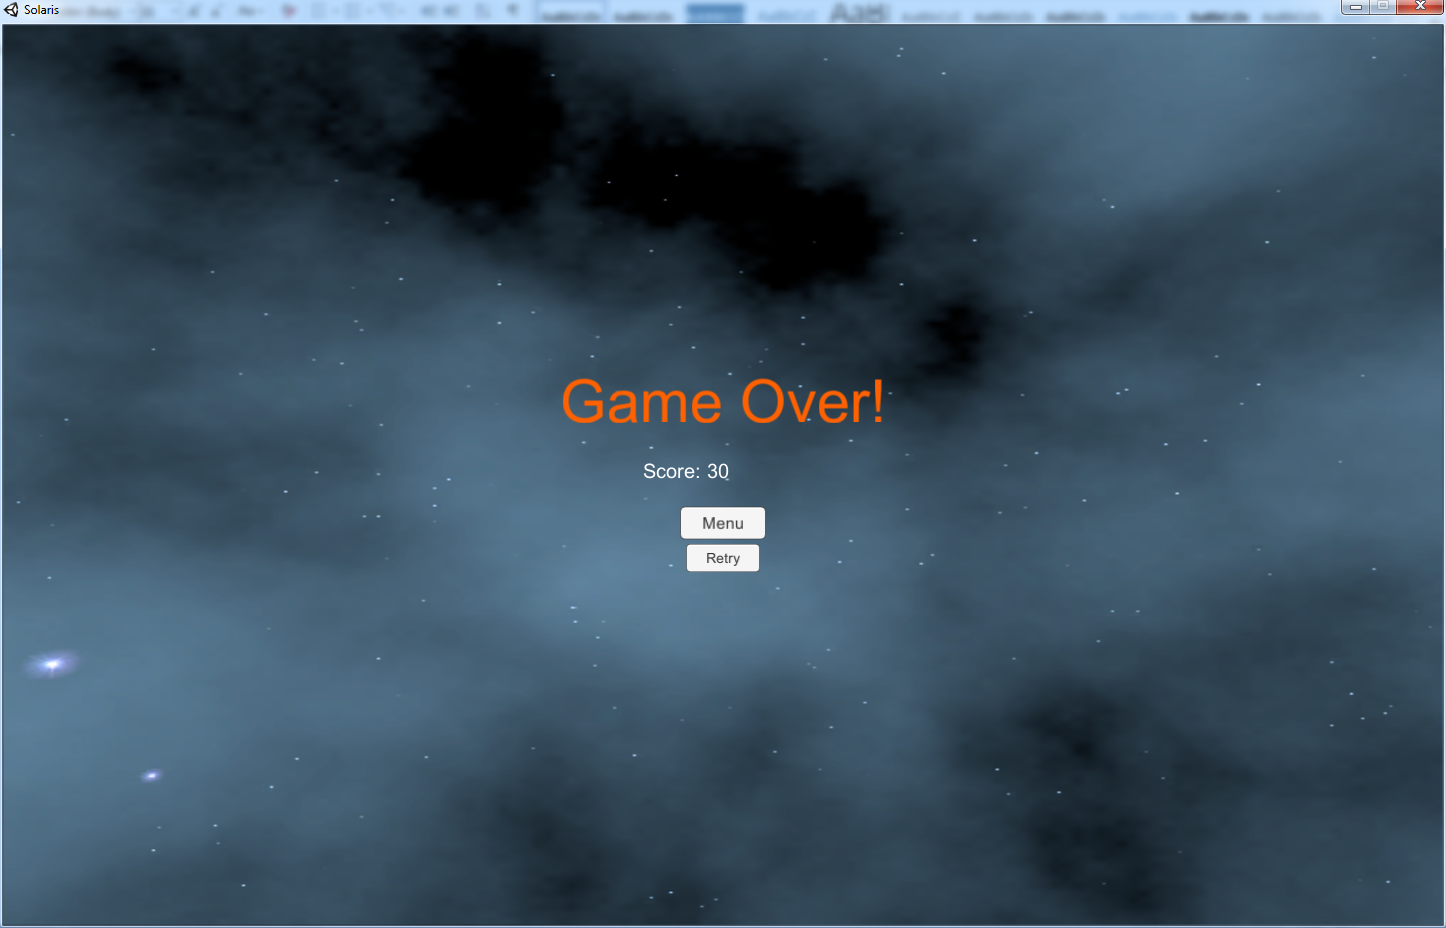 Solaris
Game Over!
Score: 30
Menu
Retry